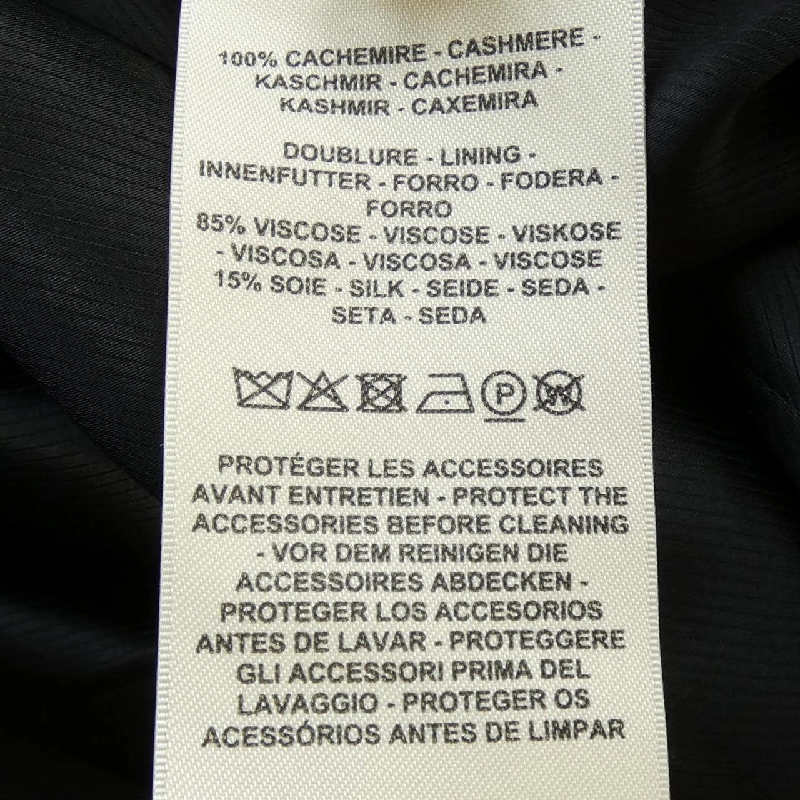 100% CACHEMIRE - CASHMERE -
KASCHMIR - CACHEMIRA -
KASHMIR - CAXEMIRA
DOUBLURE - LINING -
INNENFUTTER - FORRO - FODERA -
FORRO
85% VISCOSE - VISCOSE - VISKOSE
- VISCOSA - VISCOSA - VISCOSE
15% SOIE - SILK - SEIDE - SEDA -
SETA - SEDA
P W
PROTÉGER LES ACCESSOIRES
AVANT ENTRETIEN - PROTECT THE
ACCESSORIES BEFORE CLEANING
- VOR DEM REINIGEN DIE
ACCESSOIRES ABDECKEN -
PROTEGER LOS ACCESORIOS
ANTES DE LAVAR - PROTEGGERE
GLI ACCESSORI PRIMA DEL
LAVAGGIO - PROTEGER OS
ACESSÓRIOS ANTES DE LIMPAR